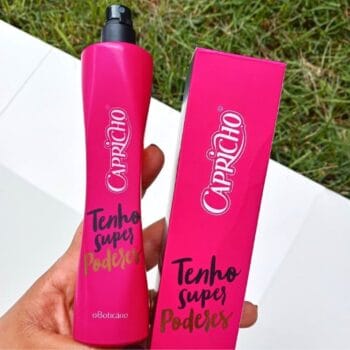 CAPRICHO
Tenho
super
Poderes
oBoticário
CAPRICHO
Tenho
super
Poderes